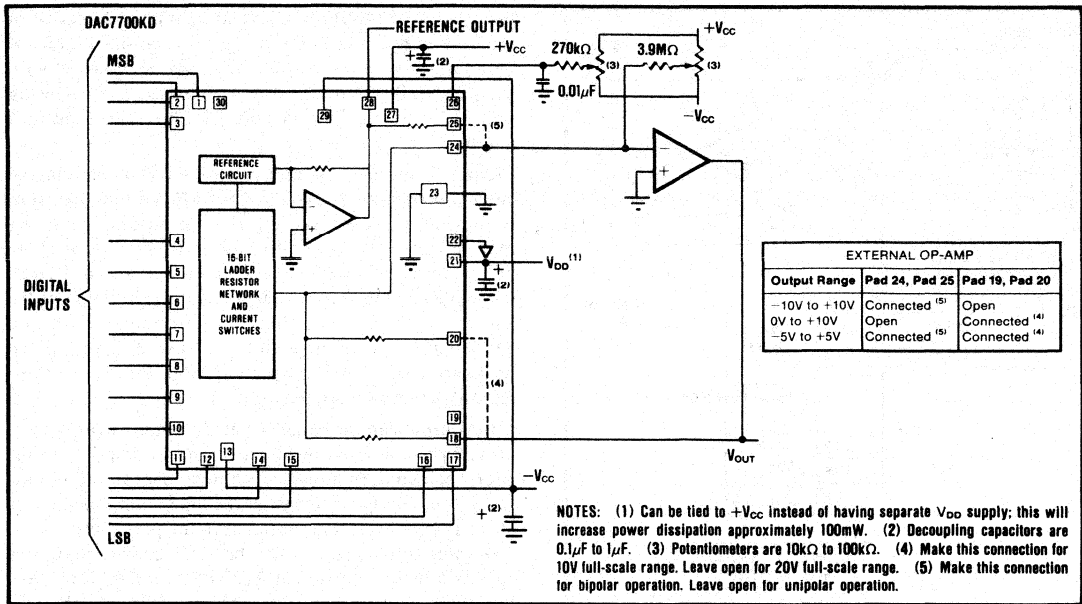 DAC7700KD
REFERENCE OUTPUT
+VCC
+VCC
+
(2)
270kΩ
3.9MΩ
(3)
(3)
0.01μF
−VCC
MSB
2
1
30
29
28
27
26
3
25
(5)
24
−
+
REFERENCE
CIRCUIT
−
+
23
22
21
VDD (1)
+
(2)
4
5
6
7
8
9
10
16-BIT
LADDER
RESISTOR
NETWORK
AND
CURRENT
SWITCHES
DIGITAL
INPUTS
20
(4)
19
18
VOUT
11
12
13
14
15
16
17
−VCC
+(2)
LSB
EXTERNAL OP-AMP
Output Range Pad 24, Pad 25 Pad 19, Pad 20
−10V to +10V Connected (5) Open
0V to +10V Open Connected (4)
−5V to +5V Connected (5) Connected (4)
NOTES: (1) Can be tied to +VCC instead of having separate VDD supply; this will
increase power dissipation approximately 100mW. (2) Decoupling capacitors are
0.1μF to 1μF. (3) Potentiometers are 10kΩ to 100kΩ. (4) Make this connection for
10V full-scale range. Leave open for 20V full-scale range. (5) Make this connection
for bipolar operation. Leave open for unipolar operation.